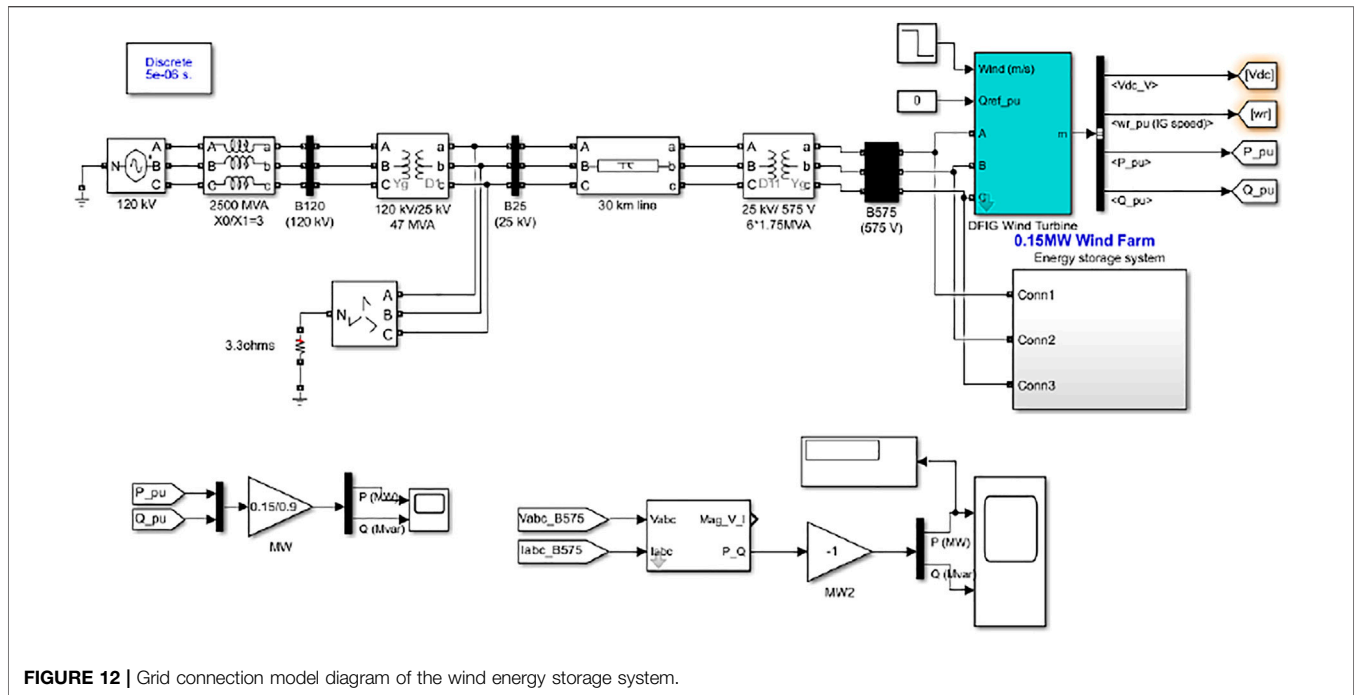 Discrete
5e-06 s.
Wind (m/s)
0
Qref_pu
A
B
C
m
DFIG Wind Turbine
0.15MW Wind Farm
<Vdc_V>
<wr_pu (IG speed)>
<P_pu>
<Q_pu>
[Vdc]
[wr]
P_pu
Q_pu
N
A
B
C
120 kV
A
B
C
a
b
c
2500 MVA
X0/X1=3
B120
(120 kV)
A
B
C
a
b
c
Yg
D1
120 kV/25 kV
47 MVA
B25
(25 kV)
A
B
C
a
b
c
30 km line
A
B
C
a
b
c
D11
Yg
25 kV/ 575 V
6*1.75MVA
B575
(575 V)
Energy storage system
Conn1
Conn2
Conn3
N
A
B
C
3.3ohms
P_pu
Q_pu
0.15/0.9
MW
P (MW)
Q (Mvar)
Vabc_B575
Iabc_B575
Vabc
Iabc
Mag_V_I
P_Q
-1
MW2
P (MW)
Q (Mvar)
FIGURE 12 | Grid connection model diagram of the wind energy storage system.